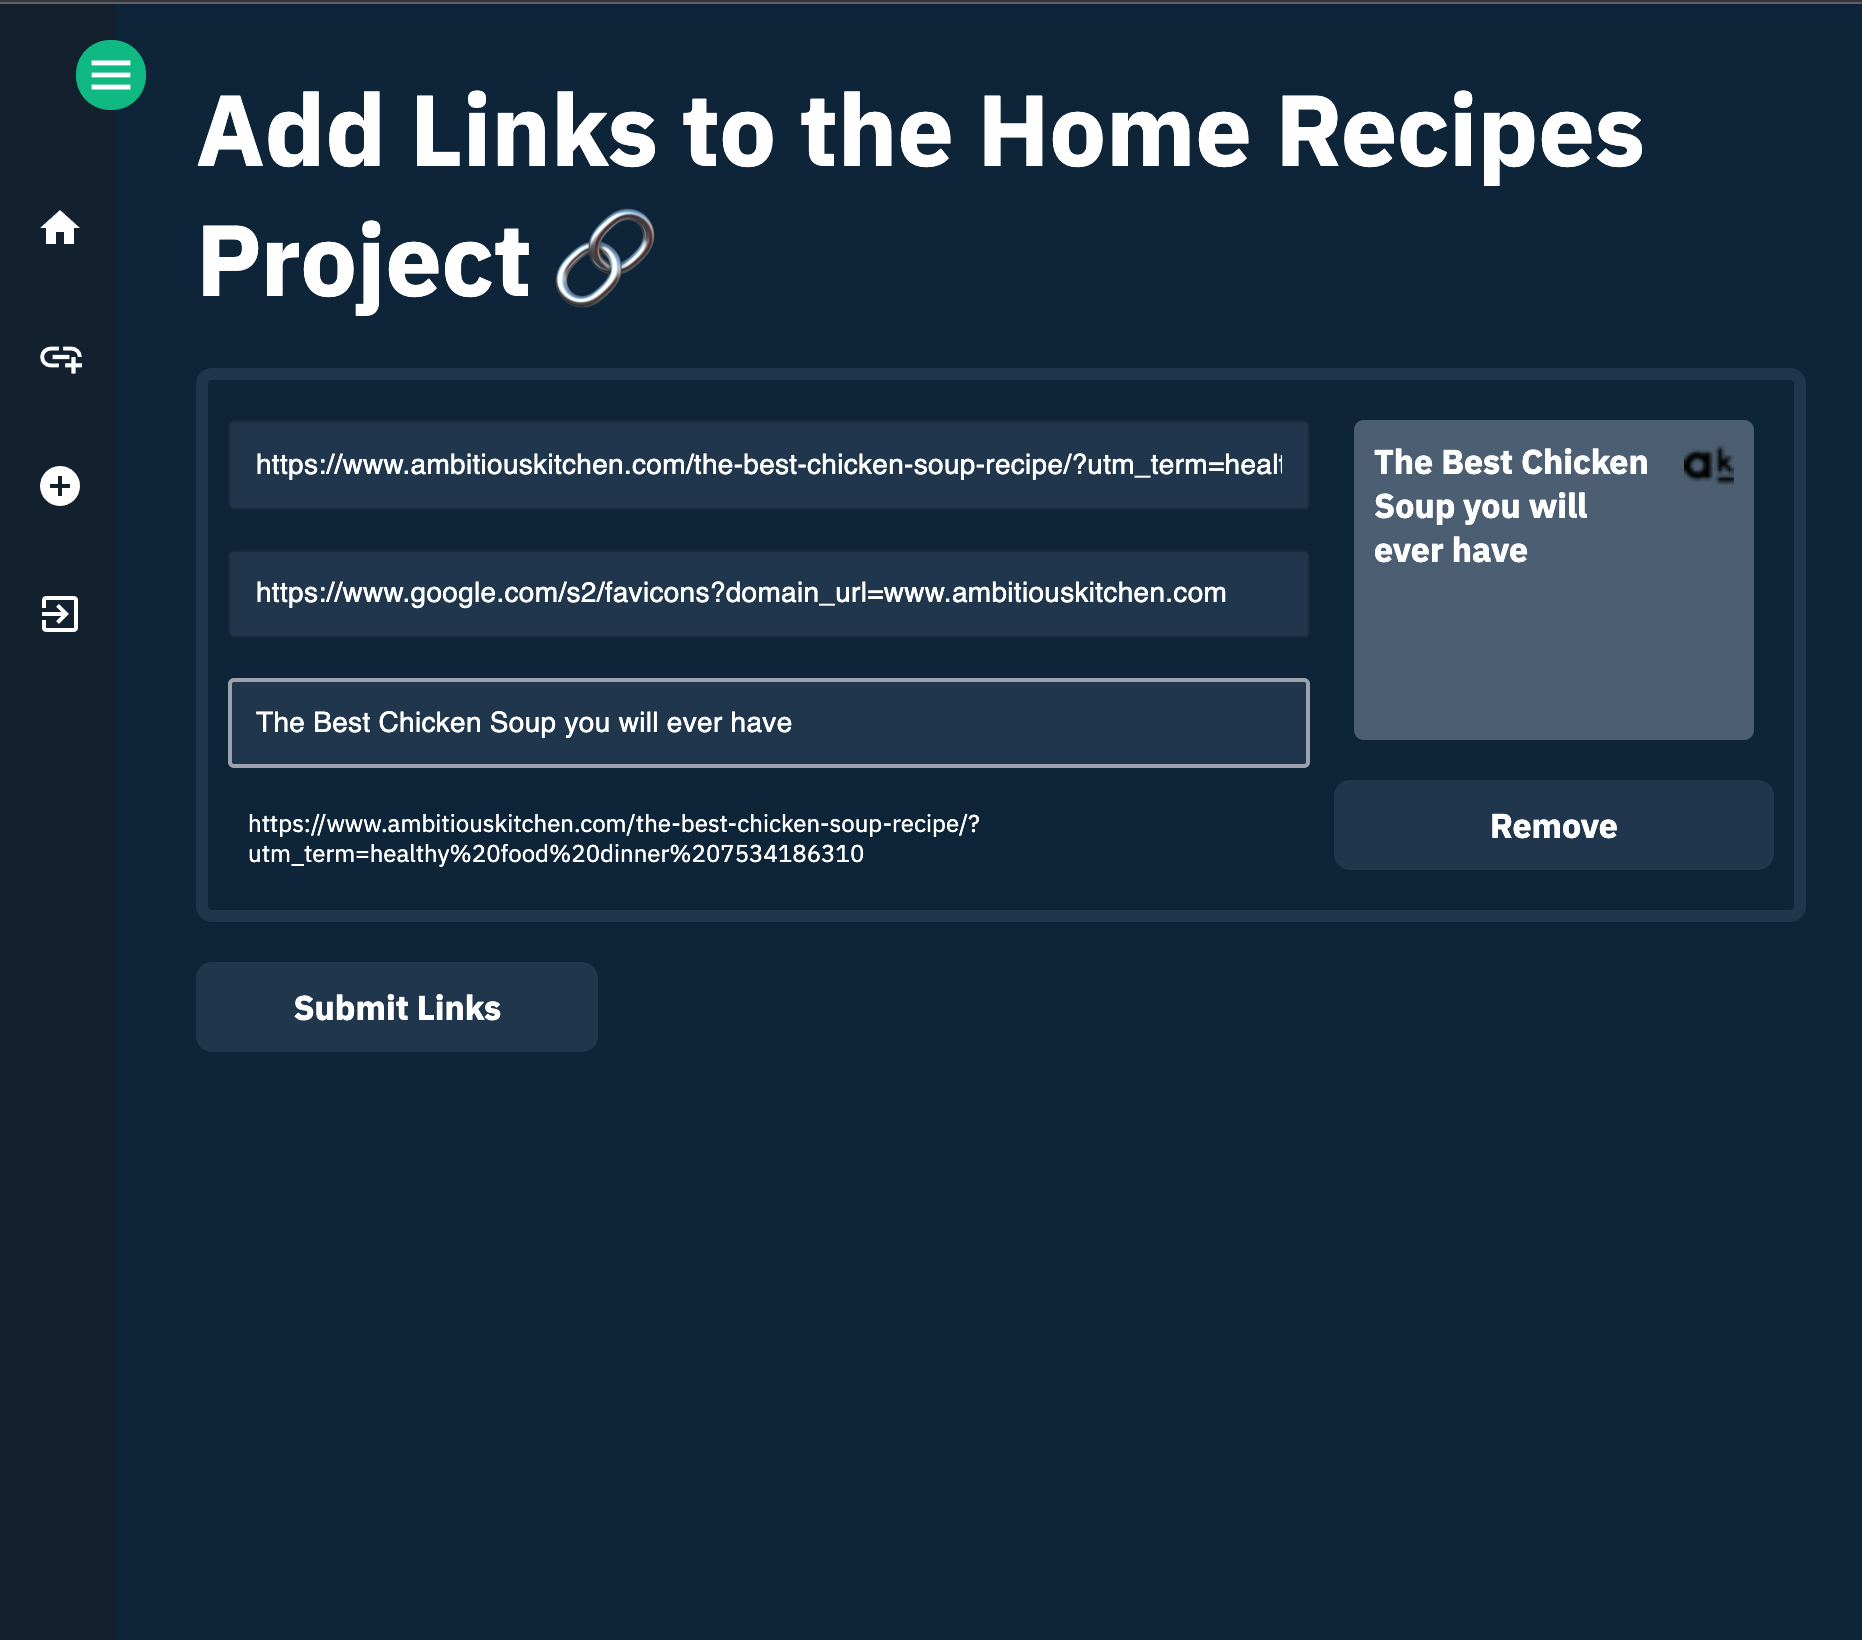 Add Links to the Home Recipes
Project
https://www.ambitiouskitchen.com/the-best-chicken-soup-recipe/?utm_term=healt
https://www.google.com/s2/favicons?domain_url=www.ambitiouskitchen.com
The Best Chicken Soup you will ever have
https://www.ambitiouskitchen.com/the-best-chicken-soup-recipe/?
utm_term=healthy%20food%20dinner%207534186310
The Best Chicken
Soup you will
ever have
ak
Remove
Submit Links